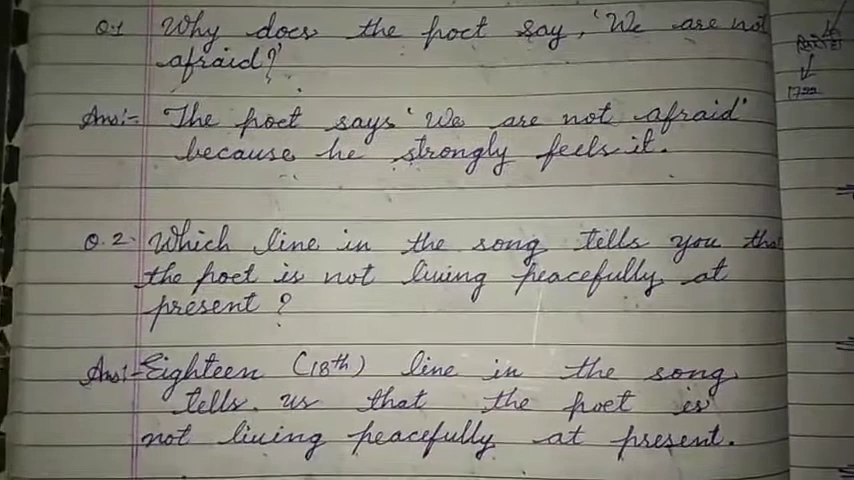 Q.1 Why does the poet say, 'We are not
afraid?'
Ans:- The poet says 'We are not afraid'
because he strongly feels it.
Q.2. Which line in the song tells you tha
the poet is not living peacefully at
present?
Ans:- Eighteen (18th) line in the song
tells us that the poet is
not living peacefully at present.